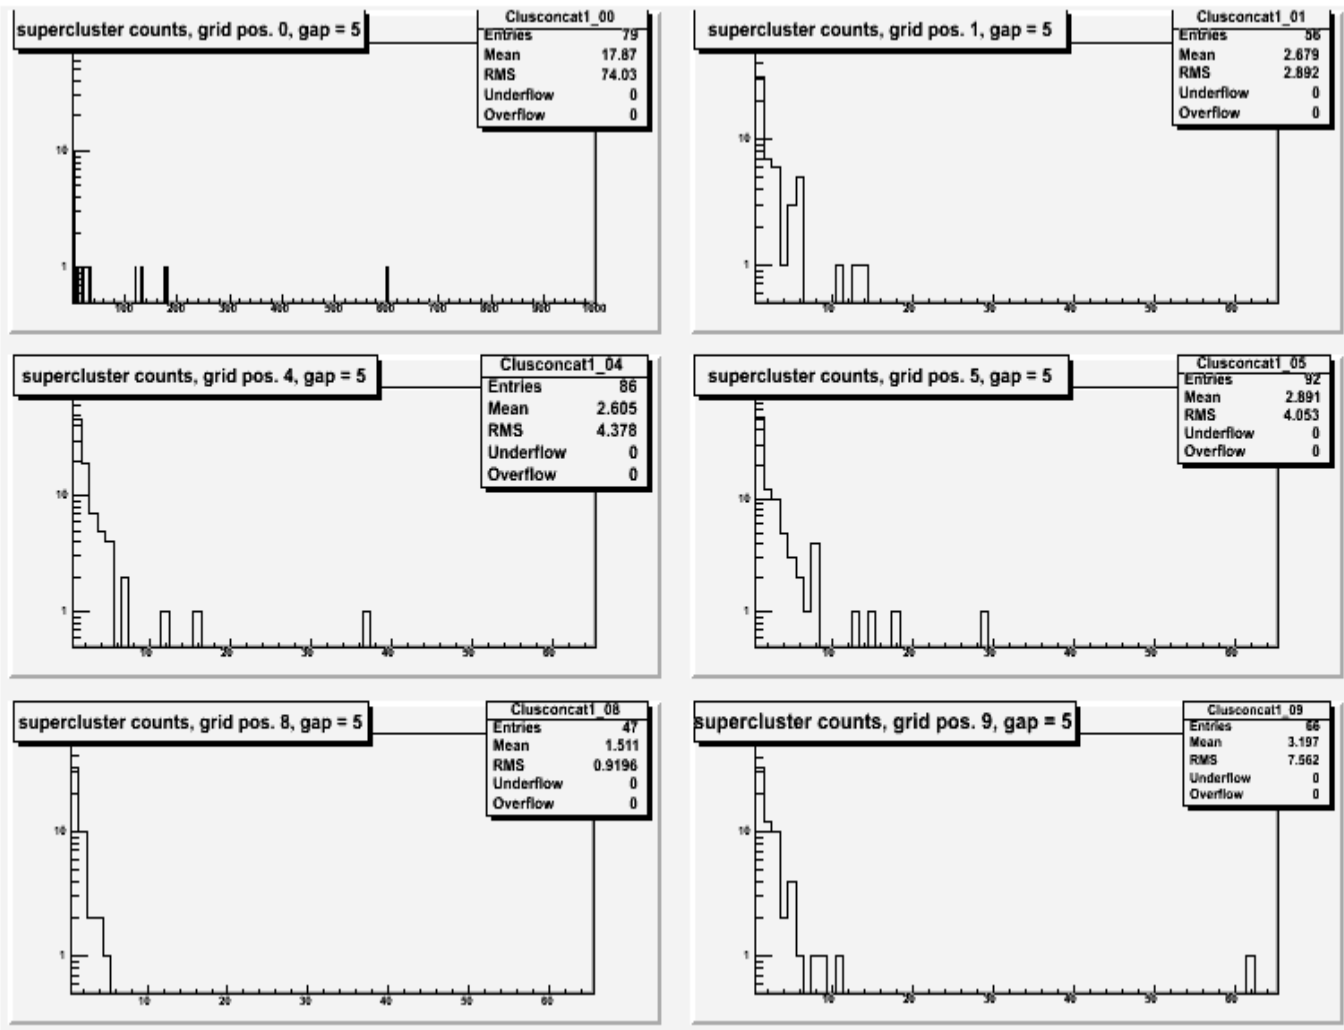 supercluster counts, grid pos. 0, gap = 5
Clusconcat1_00
Entries 79
Mean 17.87
RMS 74.03
Underflow 0
Overflow 0
10
1
100 200 300 400 500 600 700 800 900 1000
supercluster counts, grid pos. 1, gap = 5
Clusconcat1_01
Entries 56
Mean 2.679
RMS 2.892
Underflow 0
Overflow 0
10
1
10 20 30 40 50 60
supercluster counts, grid pos. 4, gap = 5
Clusconcat1_04
Entries 86
Mean 2.605
RMS 4.378
Underflow 0
Overflow 0
10
1
10 20 30 40 50 60
supercluster counts, grid pos. 5, gap = 5
Clusconcat1_05
Entries 92
Mean 2.891
RMS 4.053
Underflow 0
Overflow 0
10
1
10 20 30 40 50 60
supercluster counts, grid pos. 8, gap = 5
Clusconcat1_08
Entries 47
Mean 1.511
RMS 0.9196
Underflow 0
Overflow 0
10
1
10 20 30 40 50 60
supercluster counts, grid pos. 9, gap = 5
Clusconcat1_09
Entries 66
Mean 3.197
RMS 7.562
Underflow 0
Overflow 0
10
1
10 20 30 40 50 60